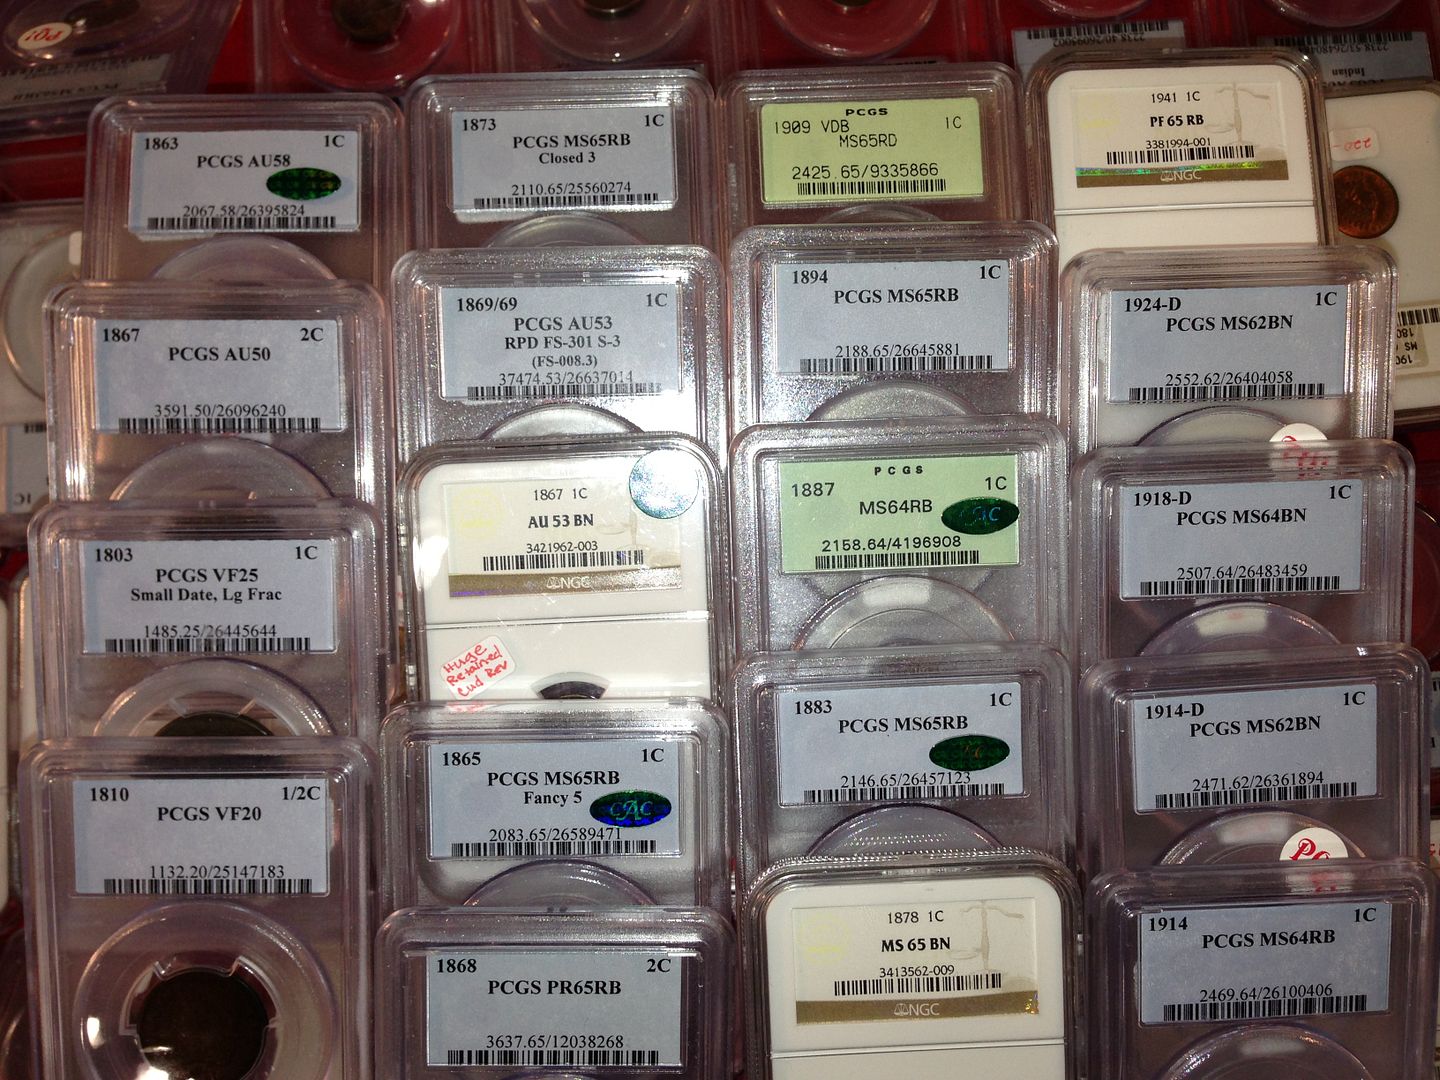 1863 1C
PCGS AU58
2067.58/26395824
1867 2C
PCGS AU50
3591.50/26096240
1803 1C
PCGS VF25
Small Date, Lg Frac
1485.25/26445644
1810 1/2C
PCGS VF20
1132.20/25147183
1873 1C
PCGS MS65RB
Closed 3
2110.65/25560274
1869/69 1C
PCGS AU53
RPD FS-301 S-3
(FS-008.3)
37474.53/26637014
1867 1C
AU 53 BN
3421962-003
NGC
Huge
Retained
Cud Rev
1865 1C
PCGS MS65RB
Fancy 5
CAC
2083.65/26589471
1868 2C
PCGS PR65RB
3637.65/12038268
PCGS
1909 VDB 1C
MS65RD
2425.65/9335866
1894 1C
PCGS MS65RB
2188.65/26645881
PCGS
1887 1C
MS64RB
CAC
2158.64/4196908
1883 1C
PCGS MS65RB
2146.65/26457123
1878 1C
MS 65 BN
3413562-009
NGC
1941 1C
PF 65 RB
3381994-001
NGC
1924-D 1C
PCGS MS62BN
2552.62/26404058
1918-D 1C
PCGS MS64BN
2507.64/26483459
1914-D 1C
PCGS MS62BN
2471.62/26361894
1914 1C
PCGS MS64RB
2469.64/26100406